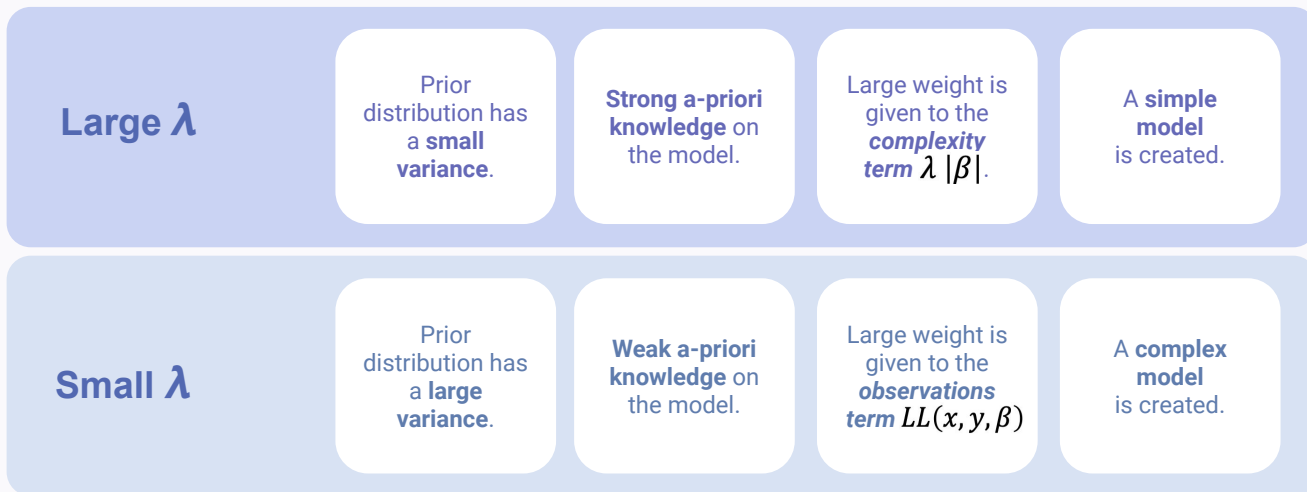 Large λ
Prior
distribution has
a small
variance.
Strong a-priori
knowledge on
the model.
Large weight is
given to the
complexity
term λ |β|.
A simple
model
is created.
Small λ
Prior
distribution has
a large
variance.
Weak a-priori
knowledge on
the model.
Large weight is
given to the
observations
term LL(x, y, β)
A complex
model
is created.